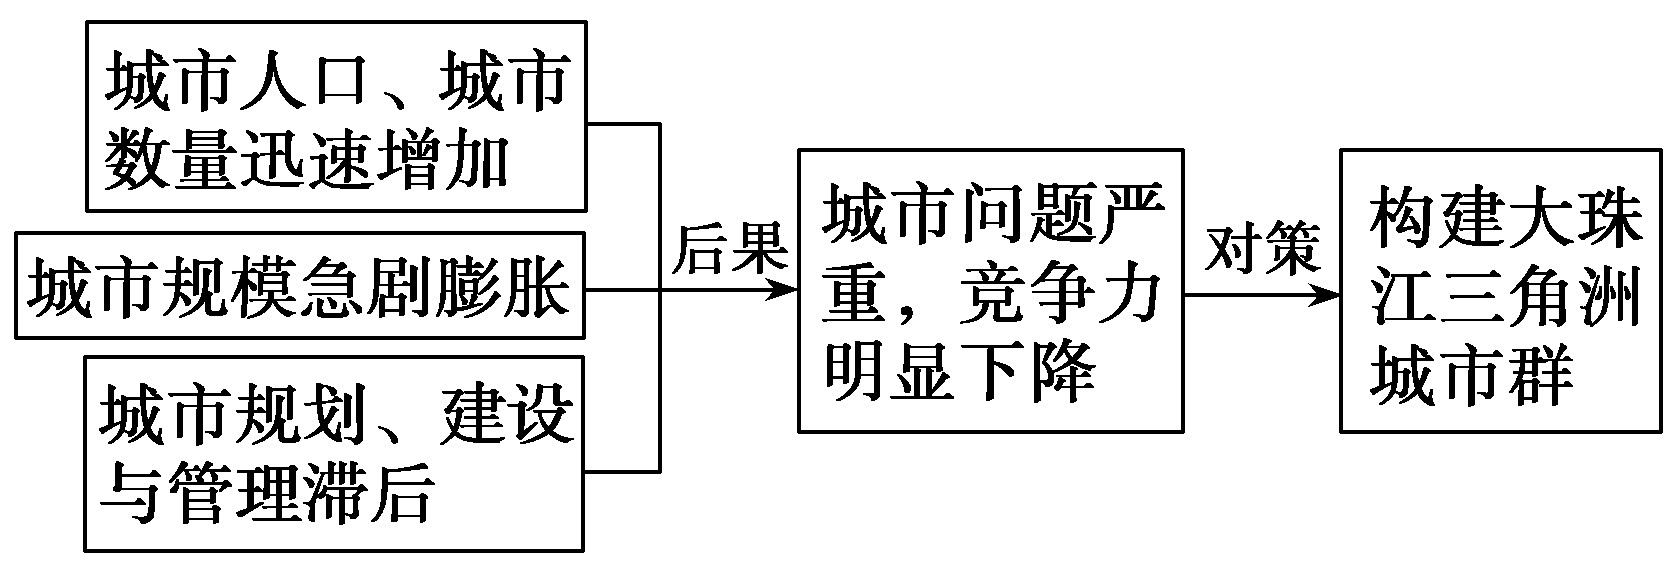 城市人口、城市
数量迅速增加
城市规模急剧膨胀
城市规划、建设
与管理滞后
后果
城市问题严
重，竞争力
明显下降
对策
构建大珠
江三角洲
城市群